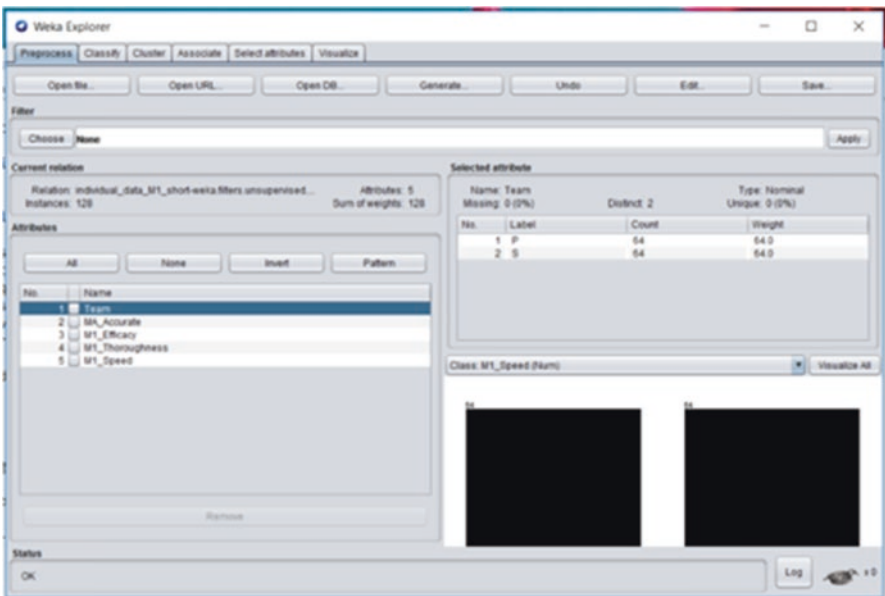 Weka Explorer
Preprocess Classify Cluster Associate Select attributes Visualize
Open file... Open URL... Open DB... Generate... Undo Edit... Save...
Filter
Choose None Apply
Current relation
Relation: individual_data_M1_short-weka.filters.unsupervised... Attributes: 5
Instances: 128 Sum of weights: 128
Selected attribute
Name: Team Type: Nominal
Missing: 0 (0%) Distinct: 2 Unique: 0 (0%)
No. Label Count Weight
1 P 64 64.0
2 S 64 64.0
Attributes
All None Invert Pattern
No. Name
1 Team
2 MA_Accurate
3 M1_Efficacy
4 M1_Thoroughness
5 M1_Speed
Remove
Class: M1_Speed (Num) Visualize All
64 64
Status
OK
Log x 0